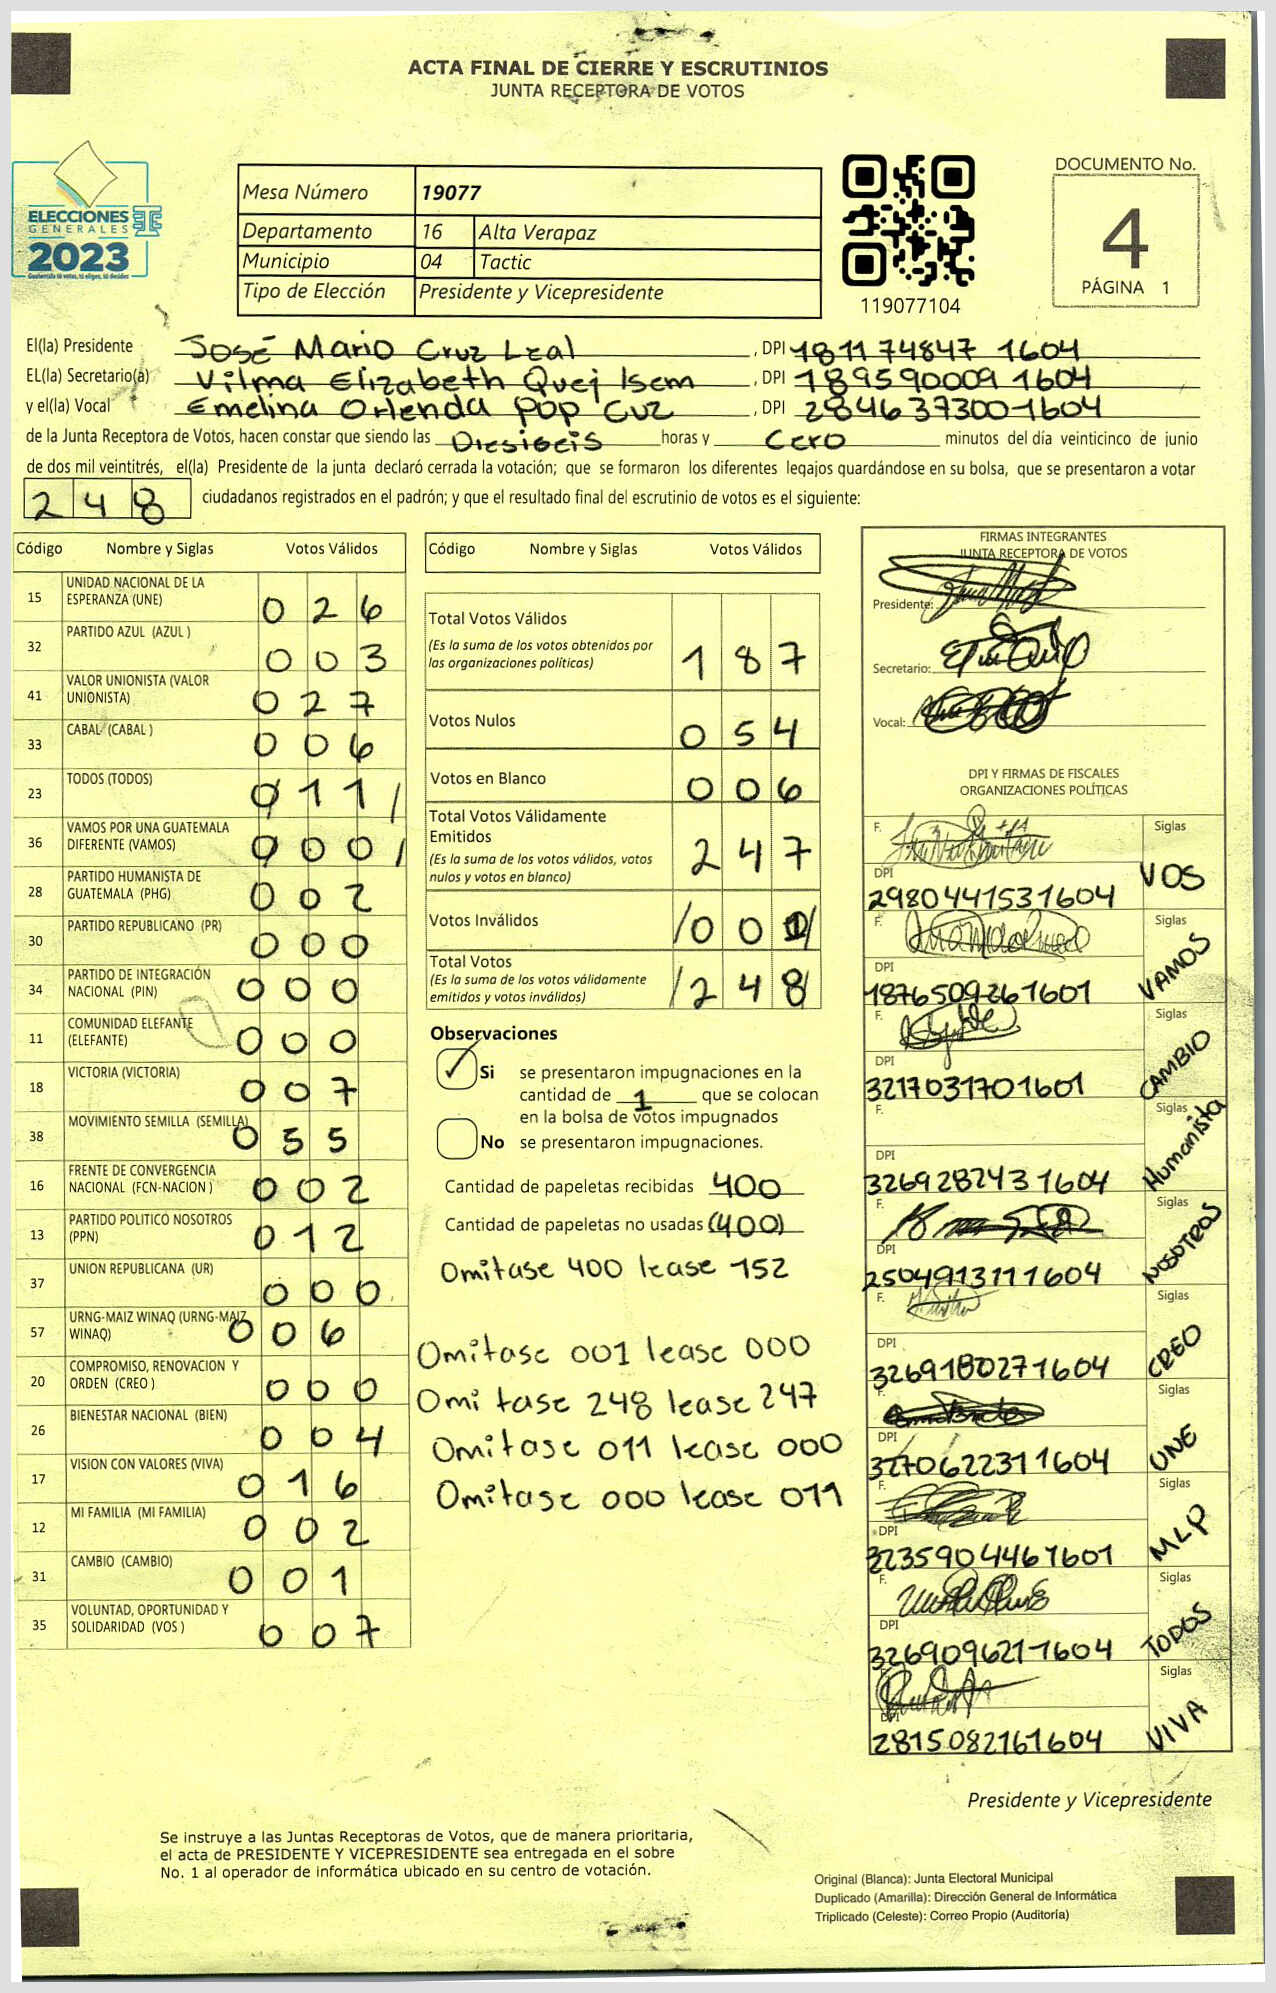 ACTA FINAL DE CIERRE Y ESCRUTINIOS
JUNTA RECEPTORA DE VOTOS
ELECCIONES
GENERALES
2023
Guatemala tú votas, tú eliges, tú decides
Mesa Número 19077
Departamento 16 Alta Verapaz
Municipio 04 Tactic
Tipo de Elección Presidente y Vicepresidente
119077104
DOCUMENTO No.
4
PÁGINA 1
El(la) Presidente José Mario Cruz Leal , DPI 181174847 1604
EL(la) Secretario(a) Vilma Elizabeth Quej Isem , DPI 189590009 1604
y el(la) Vocal Emelina Orlenda Pop Cuz , DPI 284637300 1604
de la Junta Receptora de Votos, hacen constar que siendo las Diesiseis horas y Cero minutos del día veinticinco de junio
de dos mil veintitrés, el(la) Presidente de la junta declaró cerrada la votación; que se formaron los diferentes legajos guardándose en su bolsa, que se presentaron a votar
248 ciudadanos registrados en el padrón; y que el resultado final del escrutinio de votos es el siguiente:
Código Nombre y Siglas Votos Válidos
15 UNIDAD NACIONAL DE LA ESPERANZA (UNE) 026
32 PARTIDO AZUL (AZUL ) 003
41 VALOR UNIONISTA (VALOR UNIONISTA) 027
33 CABAL (CABAL ) 006
23 TODOS (TODOS) 011
36 VAMOS POR UNA GUATEMALA DIFERENTE (VAMOS) 000
28 PARTIDO HUMANISTA DE GUATEMALA (PHG) 002
30 PARTIDO REPUBLICANO (PR) 000
34 PARTIDO DE INTEGRACIÓN NACIONAL (PIN) 000
11 COMUNIDAD ELEFANTE (ELEFANTE) 000
18 VICTORIA (VICTORIA) 007
38 MOVIMIENTO SEMILLA (SEMILLA) 055
16 FRENTE DE CONVERGENCIA NACIONAL (FCN-NACION ) 002
13 PARTIDO POLITICO NOSOTROS (PPN) 012
37 UNION REPUBLICANA (UR) 000
57 URNG-MAIZ WINAQ (URNG-MAIZ WINAQ) 006
20 COMPROMISO, RENOVACION Y ORDEN (CREO ) 000
26 BIENESTAR NACIONAL (BIEN) 004
17 VISION CON VALORES (VIVA) 016
12 MI FAMILIA (MI FAMILIA) 002
31 CAMBIO (CAMBIO) 001
35 VOLUNTAD, OPORTUNIDAD Y SOLIDARIDAD (VOS ) 007
Código Nombre y Siglas Votos Válidos
Total Votos Válidos
(Es la suma de los votos obtenidos por
las organizaciones políticas) 187
Votos Nulos 054
Votos en Blanco 006
Total Votos Válidamente
Emitidos
(Es la suma de los votos válidos, votos
nulos y votos en blanco) 247
Votos Inválidos 001
Total Votos
(Es la suma de los votos válidamente
emitidos y votos inválidos) 248
Observaciones
Si se presentaron impugnaciones en la
cantidad de 1 que se colocan
en la bolsa de votos impugnados
No se presentaron impugnaciones.
Cantidad de papeletas recibidas 400
Cantidad de papeletas no usadas (400)
Omitase 400 lease 152
Omitase 001 lease 000
Omitase 248 lease 247
Omitase 011 lease 000
Omitase 000 lease 011
FIRMAS INTEGRANTES
JUNTA RECEPTORA DE VOTOS
Presidente:
Secretario:
Vocal:
DPI Y FIRMAS DE FISCALES
ORGANIZACIONES POLÍTICAS
F. Siglas
DPI VOS
2980441531604
F. Siglas
DPI VAMOS
1876509261601
F. Siglas
DPI CAMBIO
3217031701601
F. Siglas
DPI Humanista
3269282431604
F. Siglas
DPI NOSOTROS
2504913111604
F. Siglas
DPI CREO
3269180271604
F. Siglas
DPI UNE
3270622311604
F. Siglas
DPI MLP
3235904461601
F. Siglas
DPI TODOS
3269096211604
Siglas
DPI VIVA
2815082161604
Presidente y Vicepresidente
Se instruye a las Juntas Receptoras de Votos, que de manera prioritaria,
el acta de PRESIDENTE Y VICEPRESIDENTE sea entregada en el sobre
No. 1 al operador de informática ubicado en su centro de votación.
Original (Blanca): Junta Electoral Municipal
Duplicado (Amarilla): Dirección General de Informática
Triplicado (Celeste): Correo Propio (Auditoría)